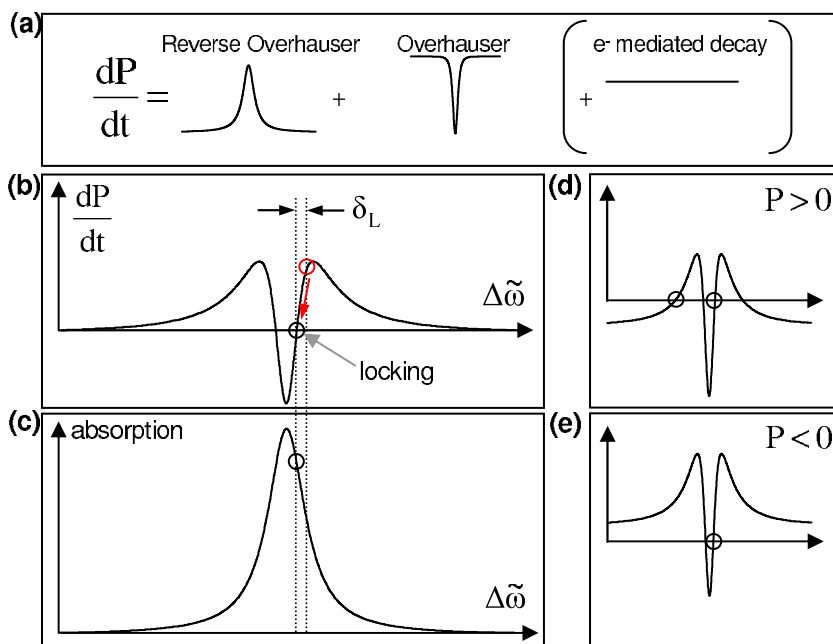 (a)
Reverse Overhauser
Overhauser
e- mediated decay
dP
dt
=
+
+
(b)
dP
dt
δL
Δω̃
locking
(c)
absorption
Δω̃
(d)
P > 0
(e)
P < 0